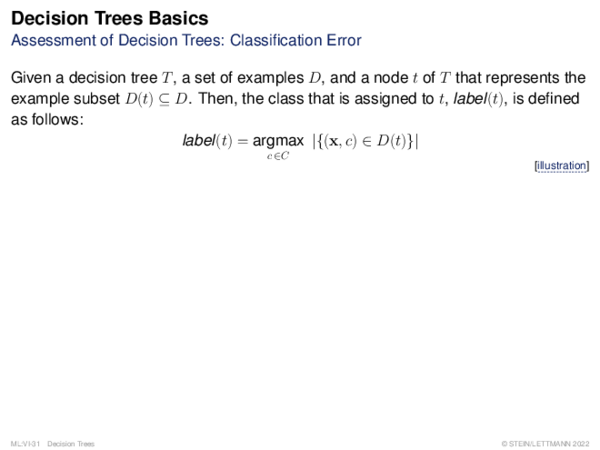 Decision Trees Basics
Assessment of Decision Trees: Classification Error
Given a decision tree T, a set of examples D, and a node t of T that represents the
example subset D(t) ⊆ D. Then, the class that is assigned to t, label(t), is defined
as follows:
label(t) = argmax |{(x, c) ∈ D(t)}|
c∈C
[illustration]
ML:VI-31 Decision Trees © STEIN/LETTMANN 2022